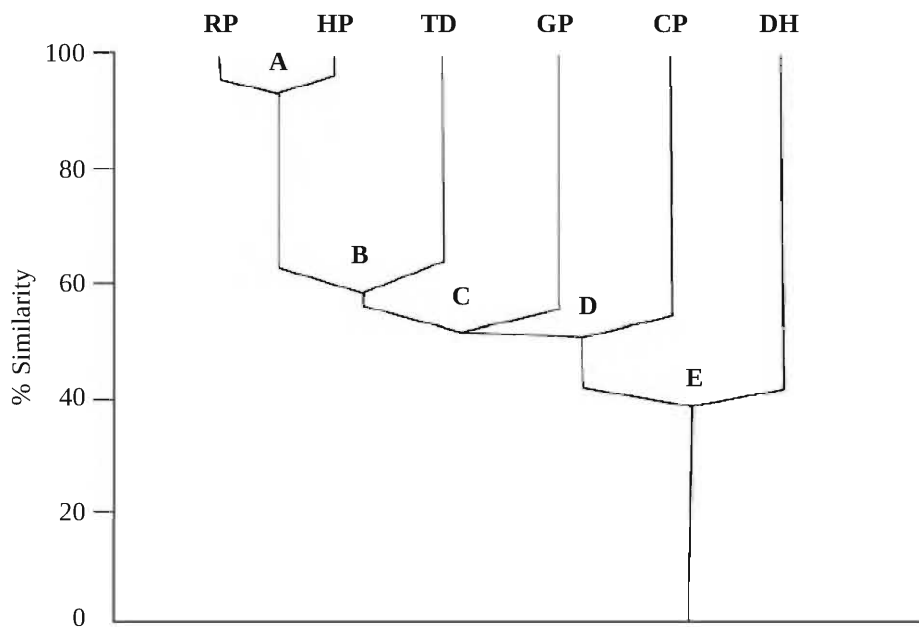 RP HP TD GP CP DH
100
A
80
B
60
C
D
E
40
20
0
% Similarity